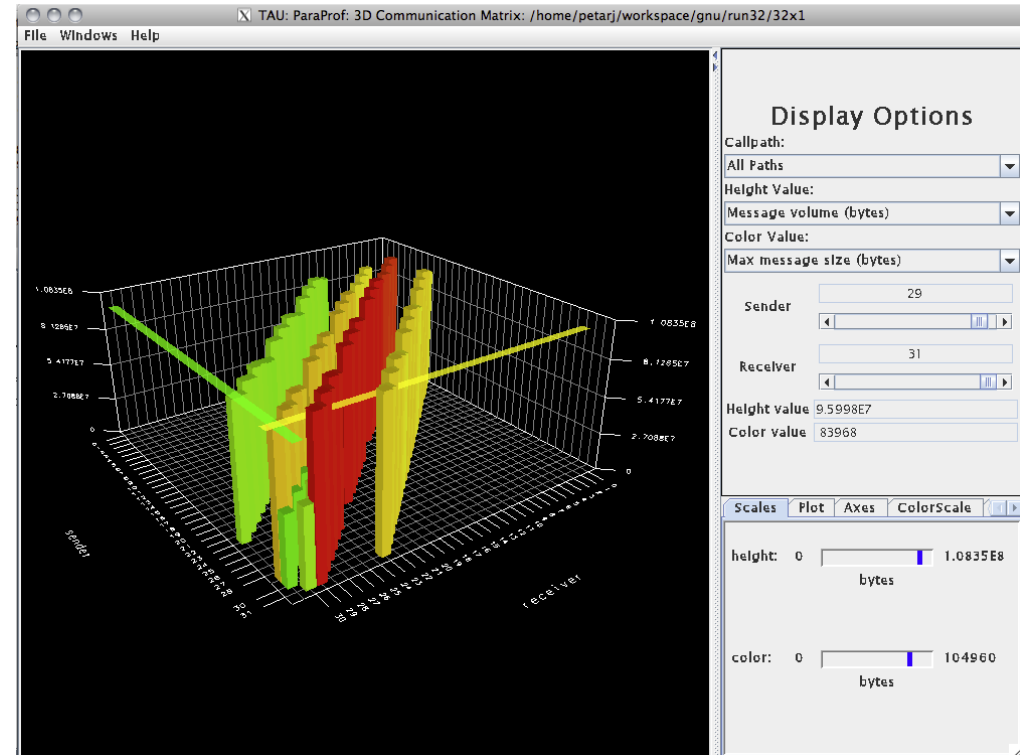 TAU: ParaProf: 3D Communication Matrix: /home/petarj/workspace/gnu/run32/32x1
File Windows Help
Display Options
Callpath:
All Paths
Height Value:
Message volume (bytes)
Color Value:
Max message size (bytes)
Sender
29
Receiver
31
Height value 9.5998E7
Color value 83968
Scales Plot Axes ColorScale
height: 0 1.0835E8
bytes
color: 0 104960
bytes
1.0835E8
8.1265E7
5.4177E7
2.7088E7
0
1.0835E8
8.1265E7
5.4177E7
2.7088E7
0
sender
receiver